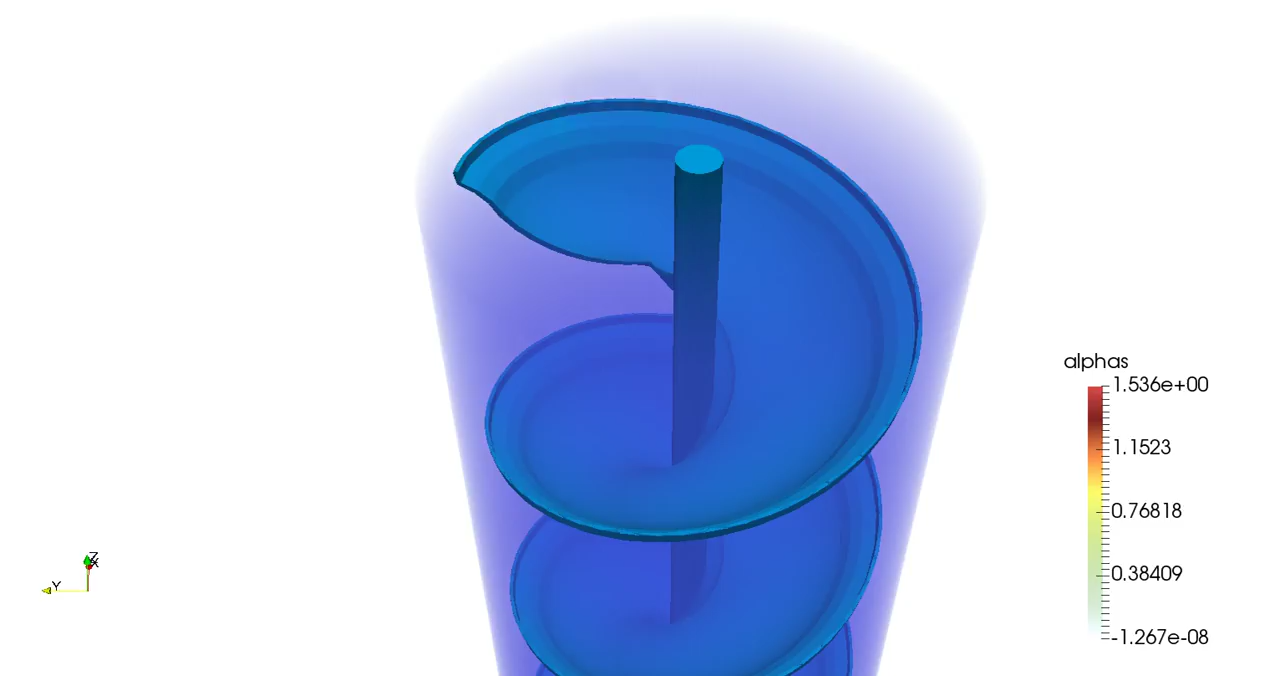 alphas
1.536e+00
1.1523
0.76818
0.38409
-1.267e-08
Z
X
Y